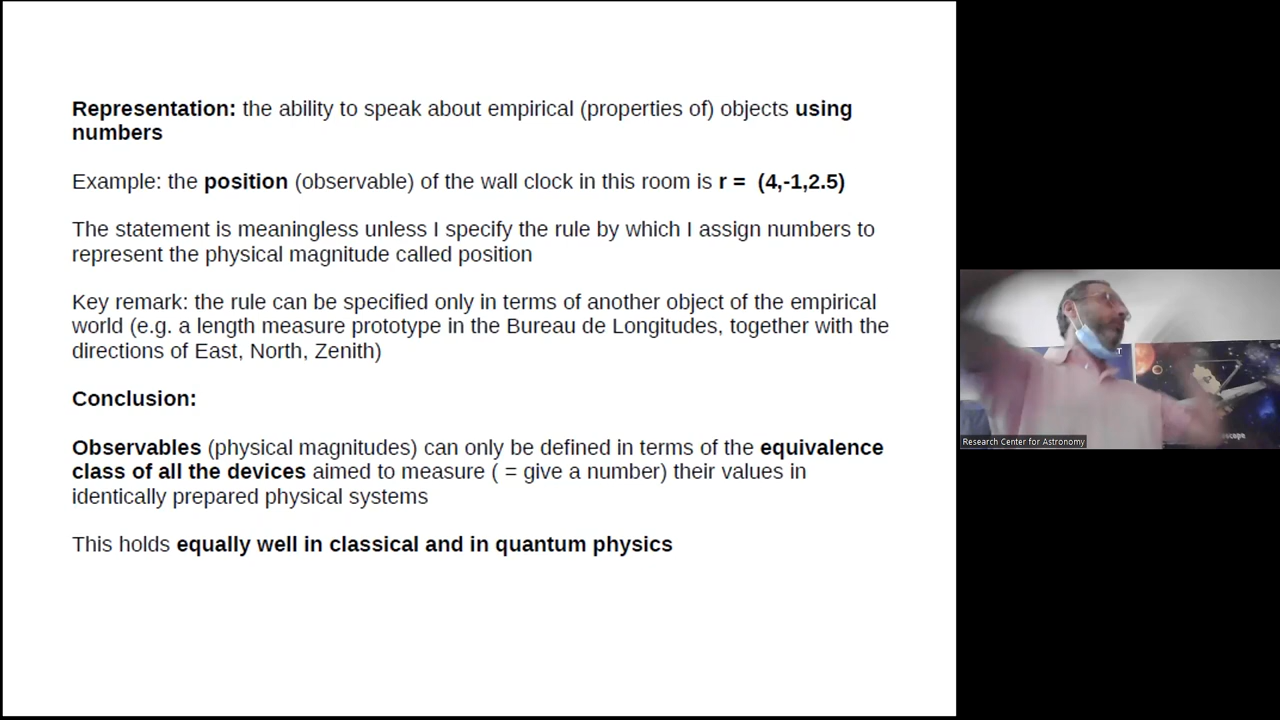 Representation: the ability to speak about empirical (properties of) objects using
numbers
Example: the position (observable) of the wall clock in this room is r = (4,-1,2.5)
The statement is meaningless unless I specify the rule by which I assign numbers to
represent the physical magnitude called position
Key remark: the rule can be specified only in terms of another object of the empirical
world (e.g. a length measure prototype in the Bureau de Longitudes, together with the
directions of East, North, Zenith)
Conclusion:
Observables (physical magnitudes) can only be defined in terms of the equivalence
class of all the devices aimed to measure ( = give a number) their values in
identically prepared physical systems
This holds equally well in classical and in quantum physics
Research Center for Astronomy